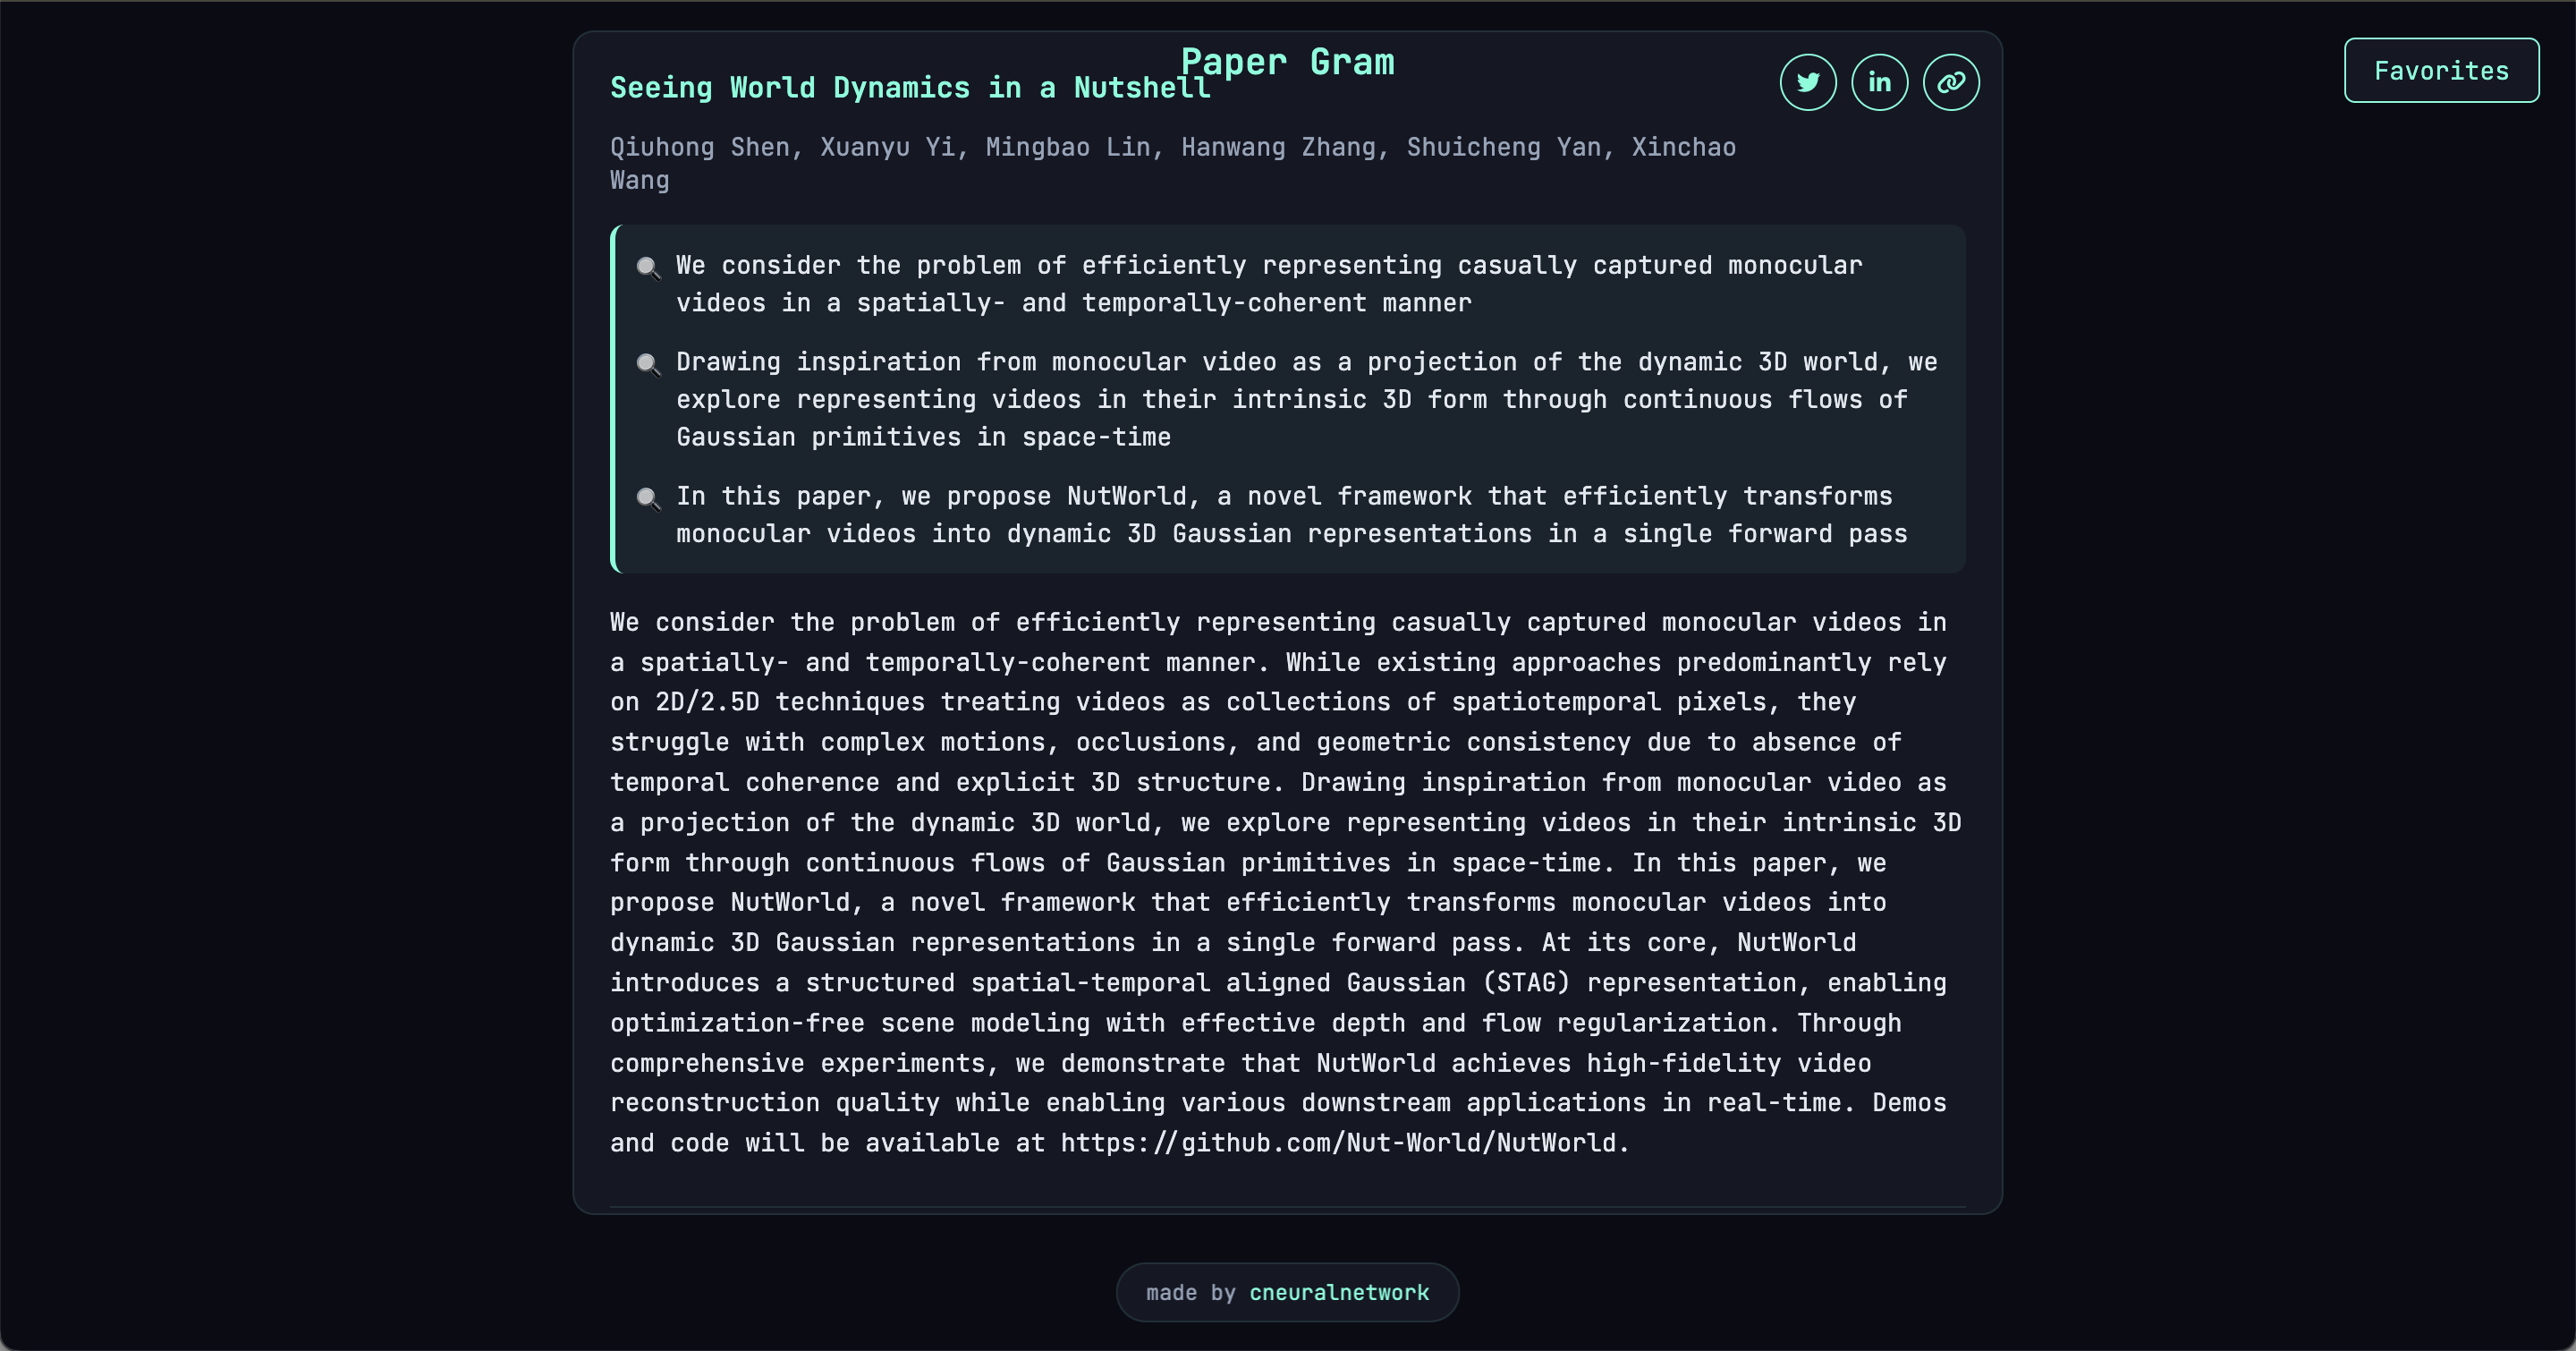 Paper Gram
Favorites
Seeing World Dynamics in a Nutshell
in
Qiuhong Shen, Xuanyu Yi, Mingbao Lin, Hanwang Zhang, Shuicheng Yan, Xinchao
Wang
We consider the problem of efficiently representing casually captured monocular
videos in a spatially- and temporally-coherent manner
Drawing inspiration from monocular video as a projection of the dynamic 3D world, we
explore representing videos in their intrinsic 3D form through continuous flows of
Gaussian primitives in space-time
In this paper, we propose NutWorld, a novel framework that efficiently transforms
monocular videos into dynamic 3D Gaussian representations in a single forward pass
We consider the problem of efficiently representing casually captured monocular videos in
a spatially- and temporally-coherent manner. While existing approaches predominantly rely
on 2D/2.5D techniques treating videos as collections of spatiotemporal pixels, they
struggle with complex motions, occlusions, and geometric consistency due to absence of
temporal coherence and explicit 3D structure. Drawing inspiration from monocular video as
a projection of the dynamic 3D world, we explore representing videos in their intrinsic 3D
form through continuous flows of Gaussian primitives in space-time. In this paper, we
propose NutWorld, a novel framework that efficiently transforms monocular videos into
dynamic 3D Gaussian representations in a single forward pass. At its core, NutWorld
introduces a structured spatial-temporal aligned Gaussian (STAG) representation, enabling
optimization-free scene modeling with effective depth and flow regularization. Through
comprehensive experiments, we demonstrate that NutWorld achieves high-fidelity video
reconstruction quality while enabling various downstream applications in real-time. Demos
and code will be available at https://github.com/Nut-World/NutWorld.
made by cneuralnetwork